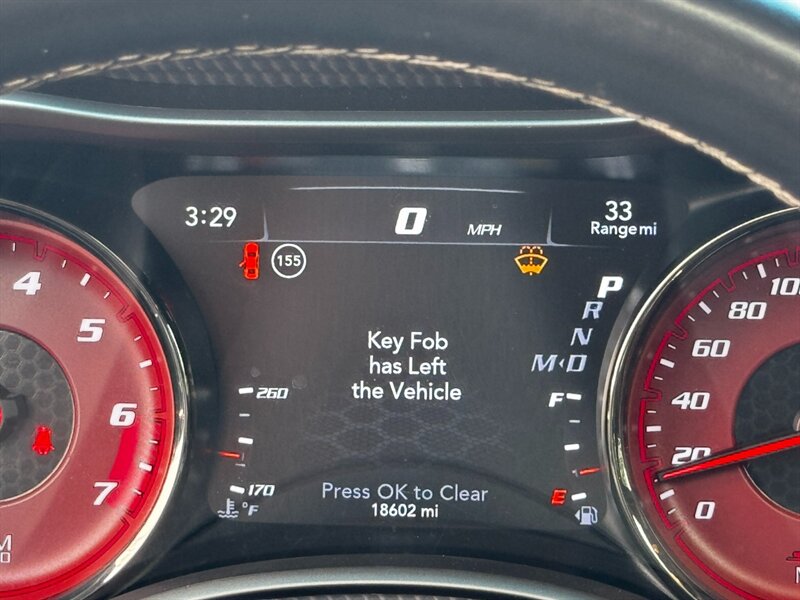 3:29
0 MPH
33
Range mi
155
P
R
N
M D
Key Fob
has Left
the Vehicle
260
170
°F
F
E
Press OK to Clear
18602 mi
4
5
6
7
80
60
40
20
0